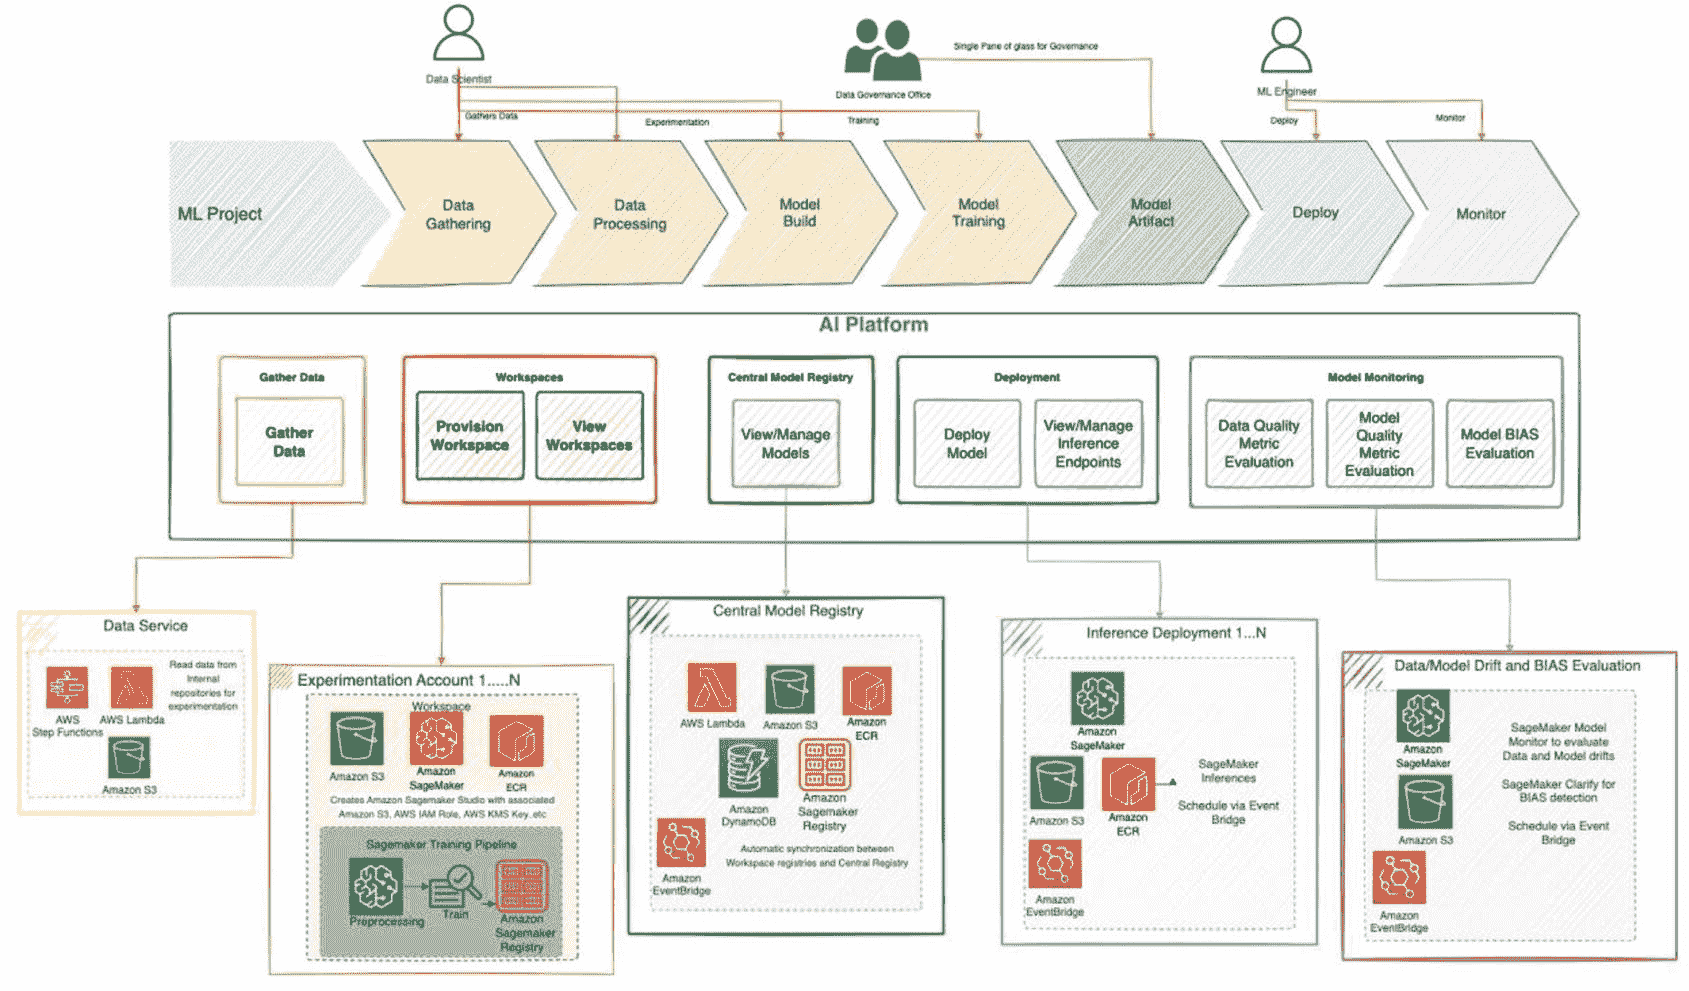 Data Scientist
Data Governance Office
Single Pane of glass for Governance
ML Engineer
Gathers Data
Experimentation
Training
Deploy
Monitor
ML Project
Data
Gathering
Data
Processing
Model
Build
Model
Training
Model
Artifact
Deploy
Monitor
AI Platform
Gather Data
Gather
Data
Workspaces
Provision
Workspace
View
Workspaces
Central Model Registry
View/Manage
Models
Deployment
Deploy
Model
View/Manage
Inference
Endpoints
Model Monitoring
Data Quality
Metric
Evaluation
Model
Quality
Metric
Evaluation
Model BIAS
Evaluation
Data Service
AWS
Step Functions
AWS Lambda
Read data from
Internal
repositories for
experimentation
Amazon S3
Experimentation Account 1.....N
Workspace
Amazon S3
Amazon
SageMaker
Amazon
ECR
Creates Amazon Sagemaker Studio with associated
Amazon S3, AWS IAM Role, AWS KMS Key, etc
Sagemaker Training Pipeline
Preprocessing
Train
Amazon
Sagemaker
Registry
Central Model Registry
AWS Lambda
Amazon S3
Amazon
ECR
Amazon
DynamoDB
Amazon
Sagemaker
Registry
Amazon
EventBridge
Automatic synchronization between
Workspace registries and Central Registry
Inference Deployment 1...N
Amazon
SageMaker
Amazon S3
Amazon
ECR
SageMaker
Inferences
Schedule via Event
Bridge
Amazon
EventBridge
Data/Model Drift and BIAS Evaluation
Amazon
SageMaker
Amazon S3
Amazon
EventBridge
SageMaker Model
Monitor to evaluate
Data and Model drifts
SageMaker Clarify for
BIAS detection
Schedule via Event
Bridge